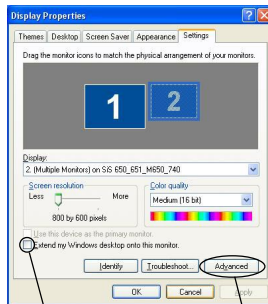 Display Properties
Themes Desktop Screen Saver Appearance Settings
Drag the monitor icons to match the physical arrangement of your monitors.
1 2
Display:
2. (Multiple Monitors) on SiS 650_651_M650_740
Screen resolution
Less More
800 by 600 pixels
Color quality
Medium (16 bit)
Use this device as the primary monitor.
Extend my Windows desktop onto this monitor.
Identify Troubleshoot... Advanced
OK Cancel Apply